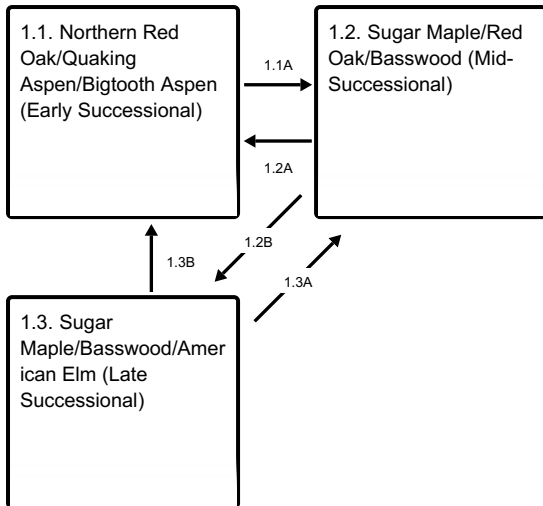 1.1. Northern Red
Oak/Quaking
Aspen/Bigtooth Aspen
(Early Successional)
1.1A
1.2. Sugar Maple/Red
Oak/Basswood (Mid-
Successional)
1.2A
1.2B
1.3B
1.3A
1.3. Sugar
Maple/Basswood/Amer
ican Elm (Late
Successional)